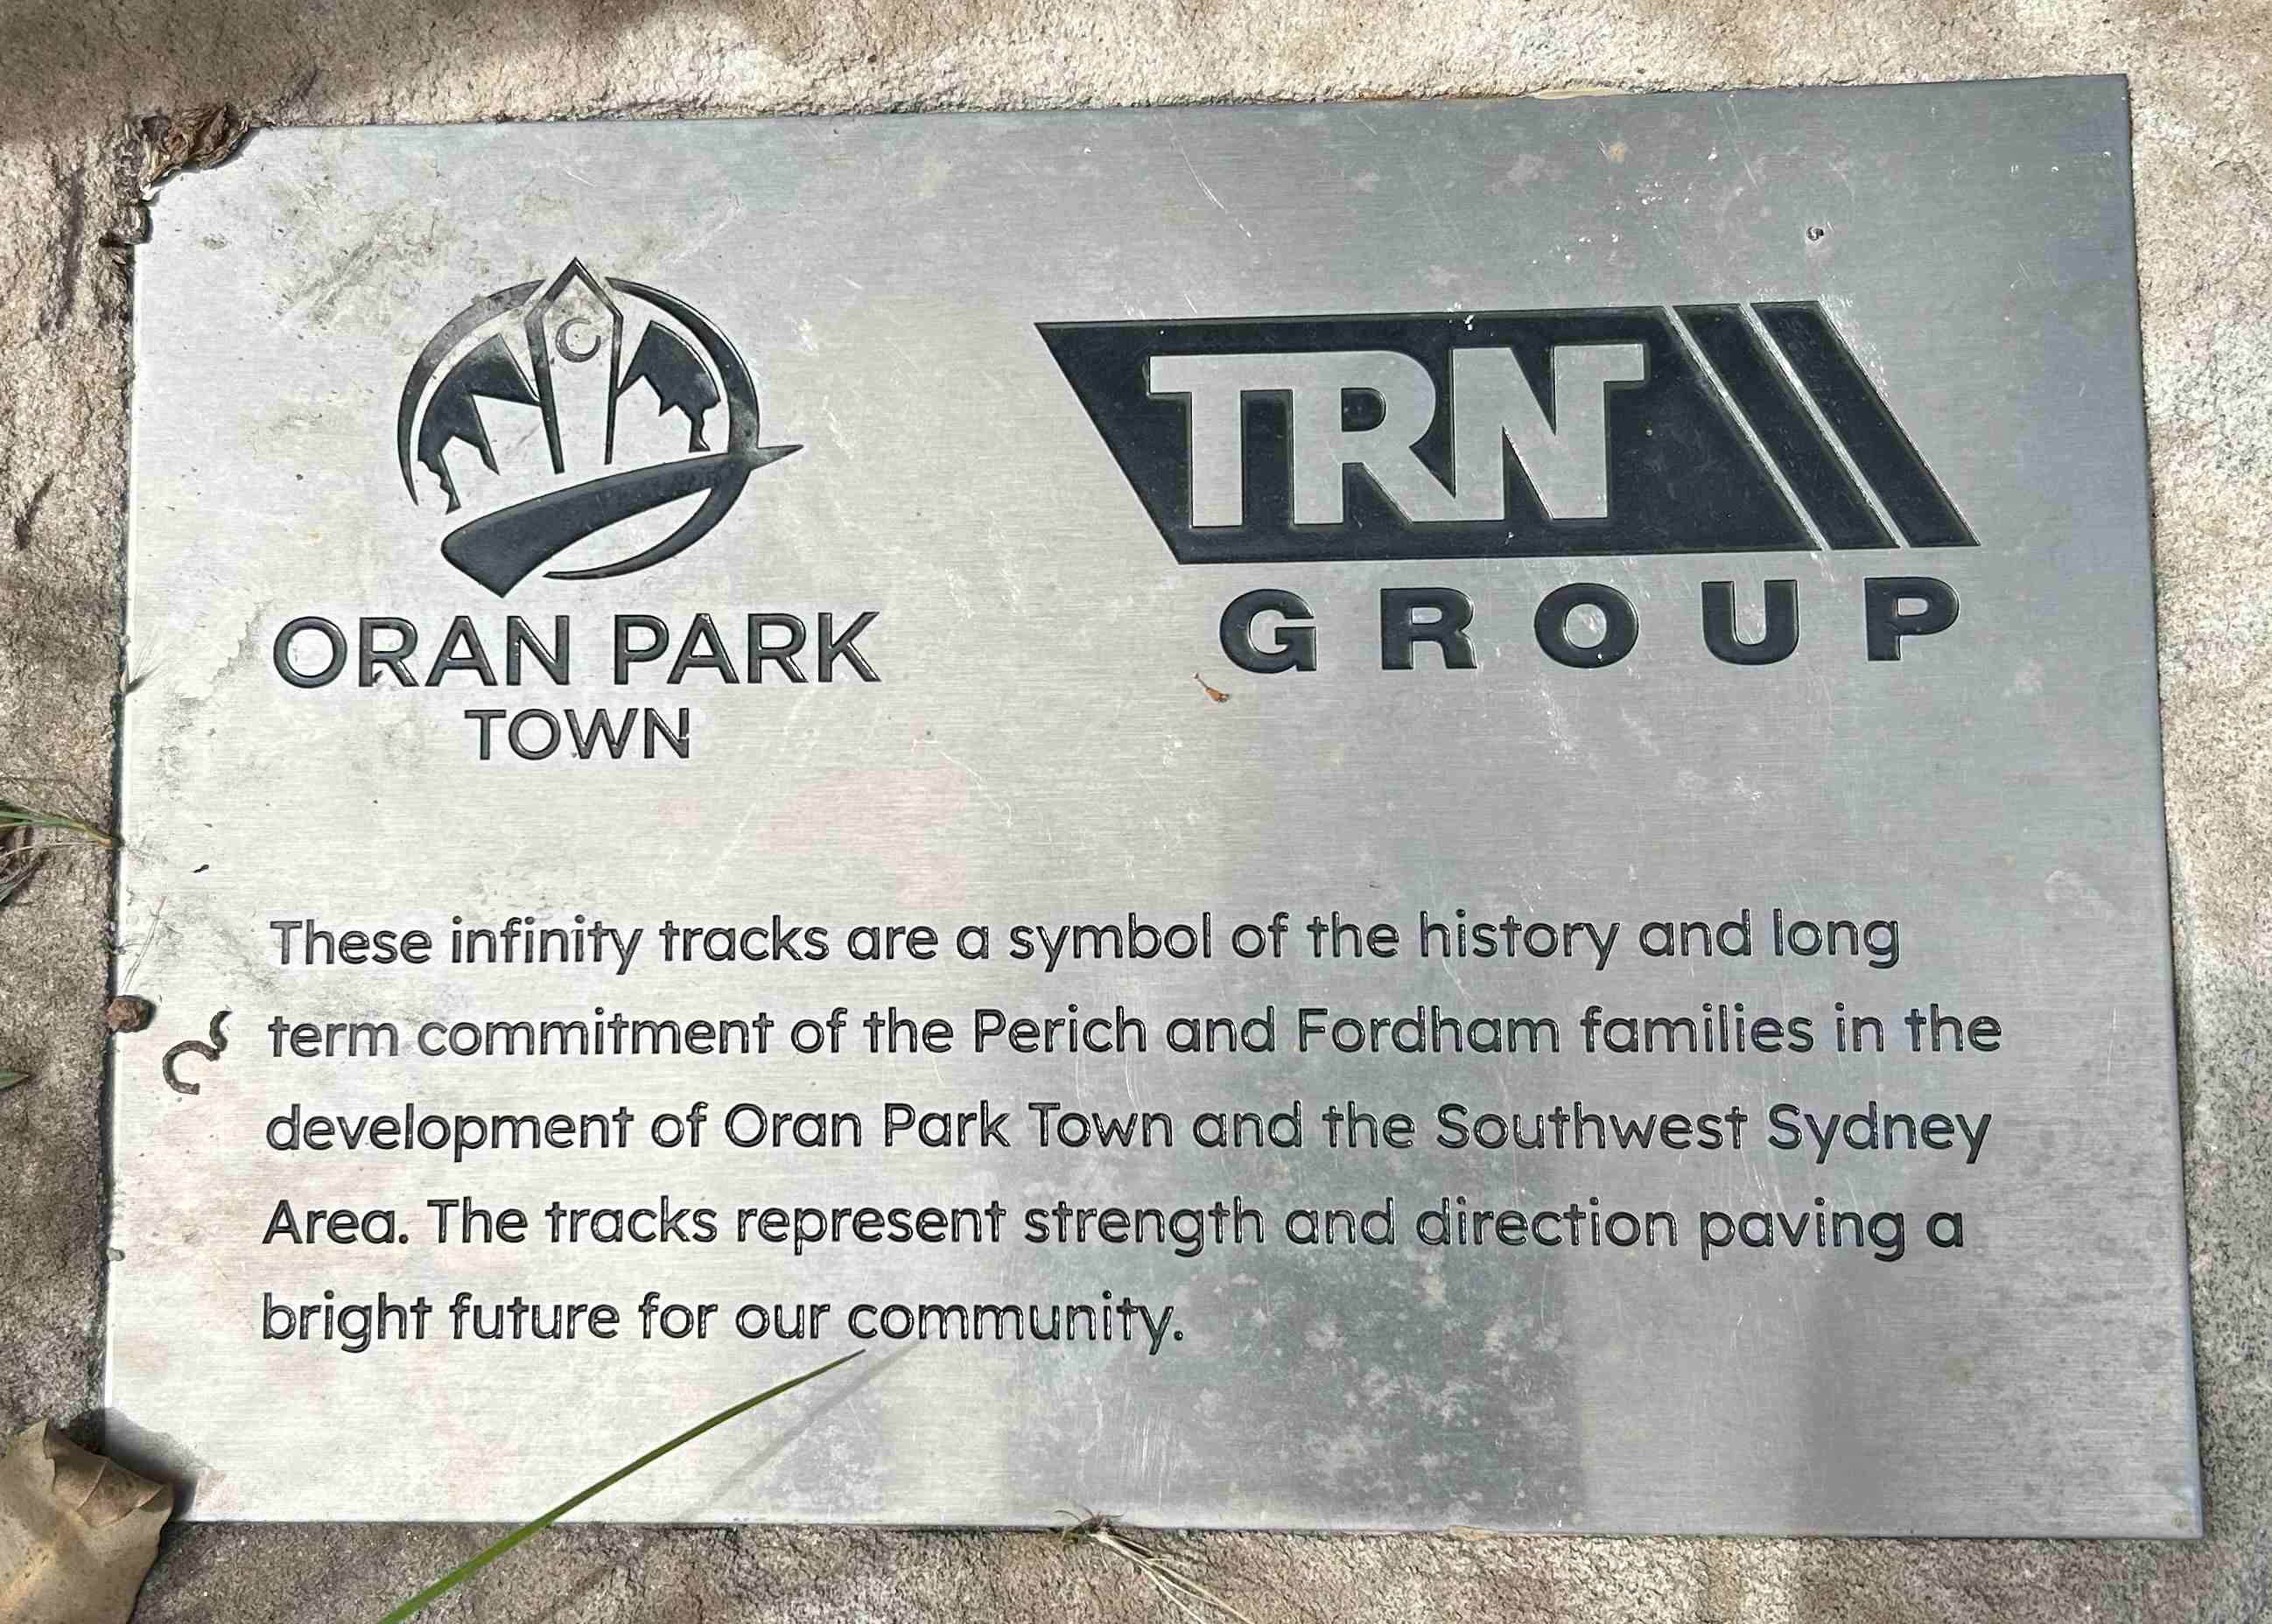 C
ORAN PARK
TOWN
TRN
GROUP
These infinity tracks are a symbol of the history and long
term commitment of the Perich and Fordham families in the
development of Oran Park Town and the Southwest Sydney
Area. The tracks represent strength and direction paving a
bright future for our community.